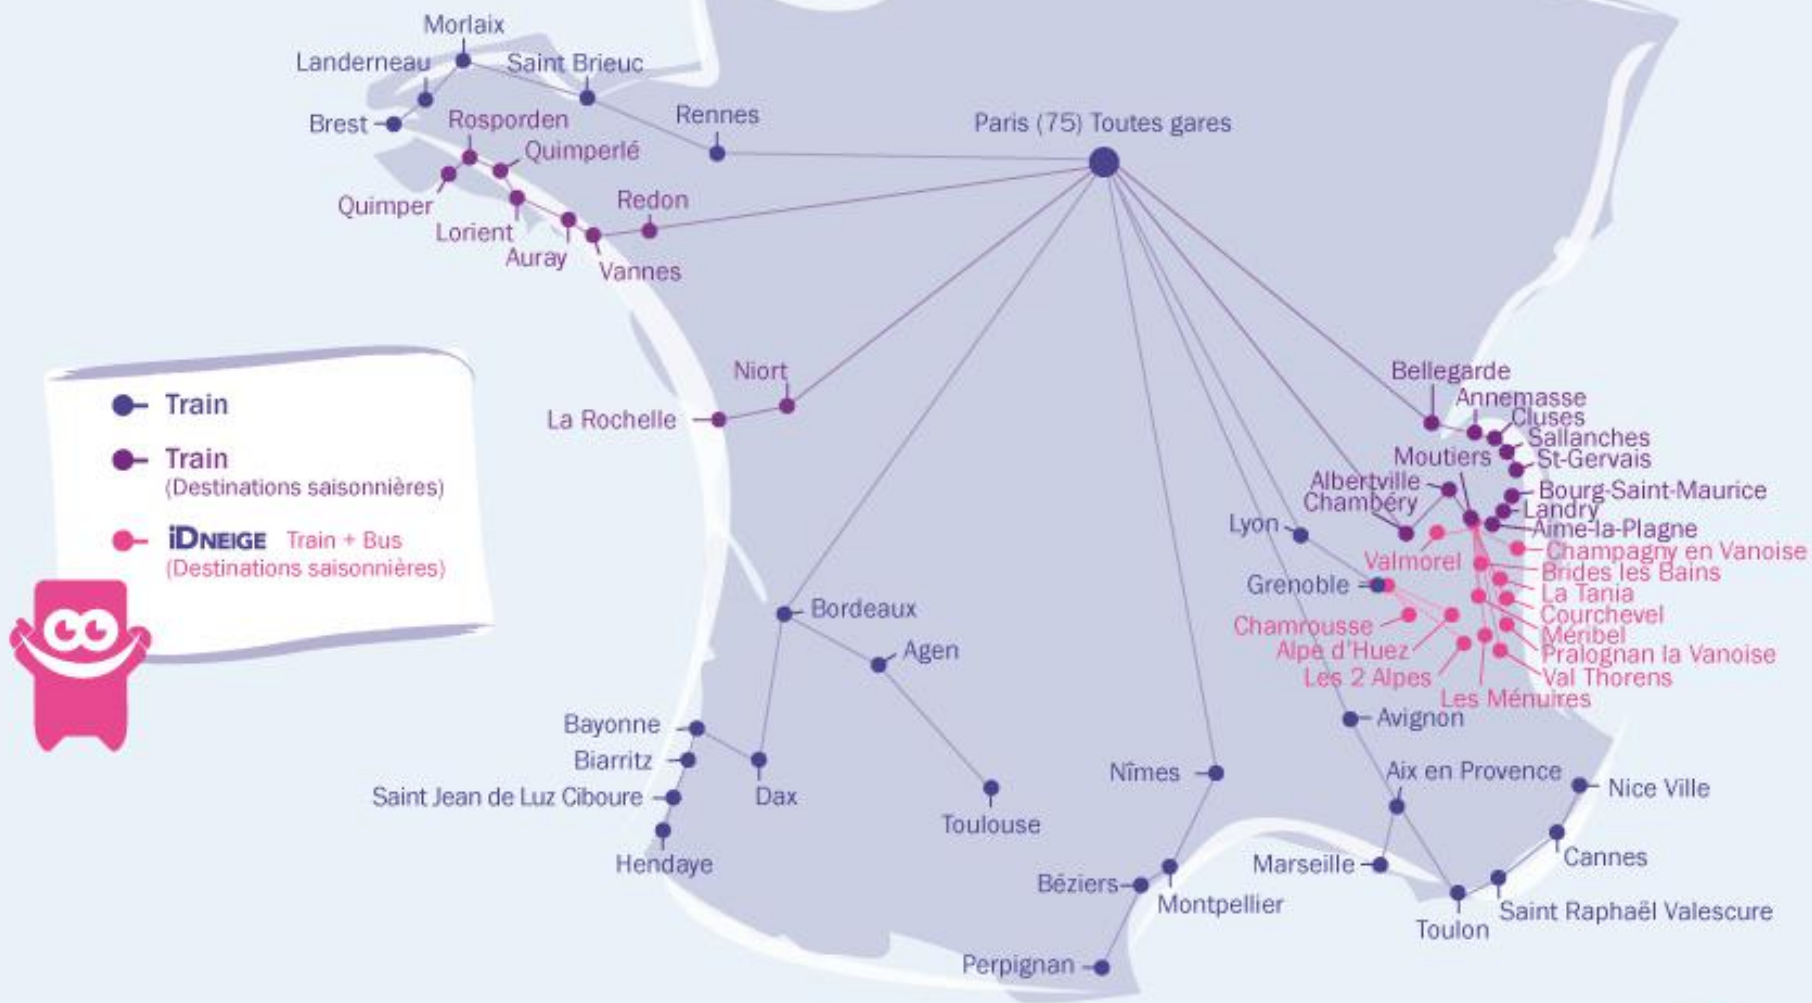 Morlaix
Landerneau
Saint Brieuc
Brest
Rosporden
Rennes
Paris (75) Toutes gares
Quimperlé
Quimper
Redon
Lorient
Auray
Vannes
Train
Train
(Destinations saisonnières)
iDNEIGE Train + Bus
(Destinations saisonnières)
Niort
La Rochelle
Bellegarde
Annemasse
Cluses
Sallanches
Moutiers
St-Gervais
Albertville
Bourg-Saint-Maurice
Chambéry
Landry
Lyon
Aime-la-Plagne
Champagny en Vanoise
Valmorel
Brides les Bains
Grenoble
La Tania
Courchevel
Chamrousse
Méribel
Alpe d'Huez
Pralognan la Vanoise
Les 2 Alpes
Val Thorens
Les Ménuires
Bordeaux
Agen
Bayonne
Avignon
Biarritz
Nîmes
Aix en Provence
Nice Ville
Saint Jean de Luz Ciboure
Dax
Toulouse
Hendaye
Marseille
Cannes
Béziers
Montpellier
Saint Raphaël Valescure
Toulon
Perpignan